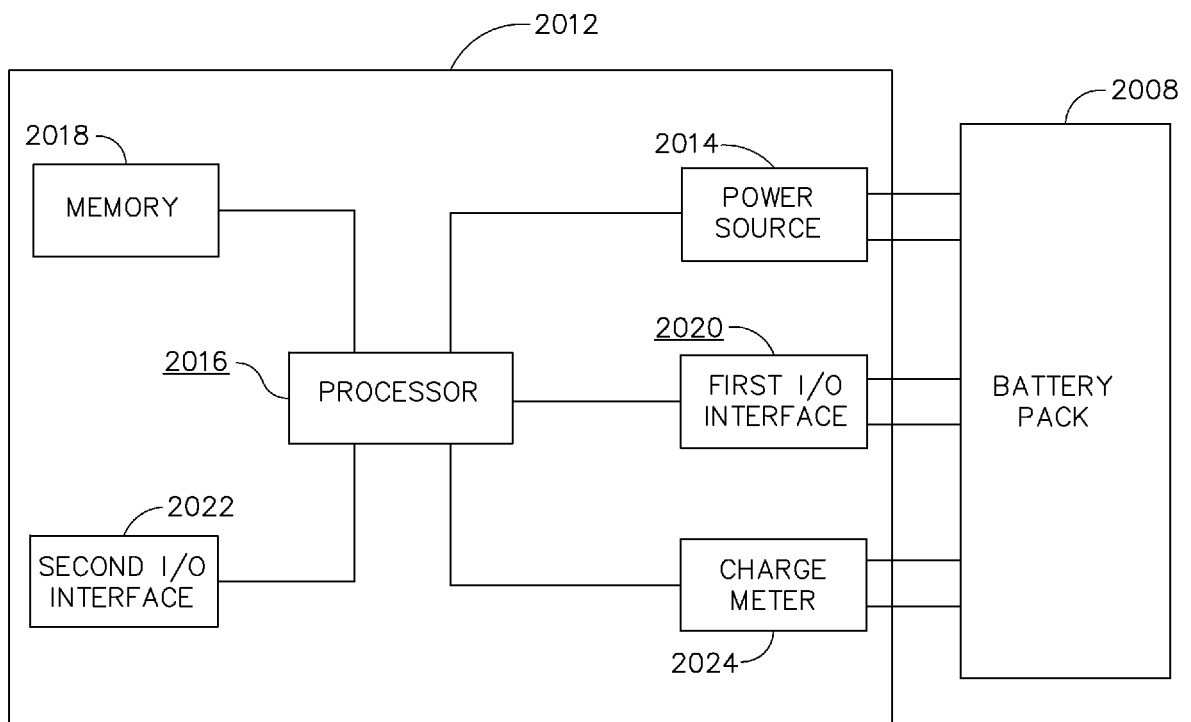 2012
2008
2018
MEMORY
2014
POWER
SOURCE
2016
PROCESSOR
2020
FIRST I/O
INTERFACE
BATTERY
PACK
2022
SECOND I/O
INTERFACE
CHARGE
METER
2024